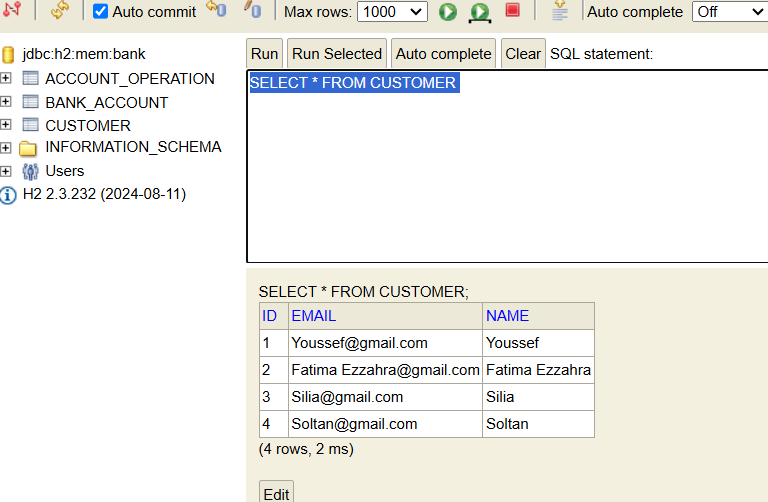 Auto commit Max rows: 1000 Auto complete Off
jdbc:h2:mem:bank
ACCOUNT_OPERATION
BANK_ACCOUNT
CUSTOMER
INFORMATION_SCHEMA
Users
H2 2.3.232 (2024-08-11)
Run Run Selected Auto complete Clear SQL statement:
SELECT * FROM CUSTOMER
SELECT * FROM CUSTOMER;
ID EMAIL NAME
1 Youssef@gmail.com Youssef
2 Fatima Ezzahra@gmail.com Fatima Ezzahra
3 Silia@gmail.com Silia
4 Soltan@gmail.com Soltan
(4 rows, 2 ms)
Edit